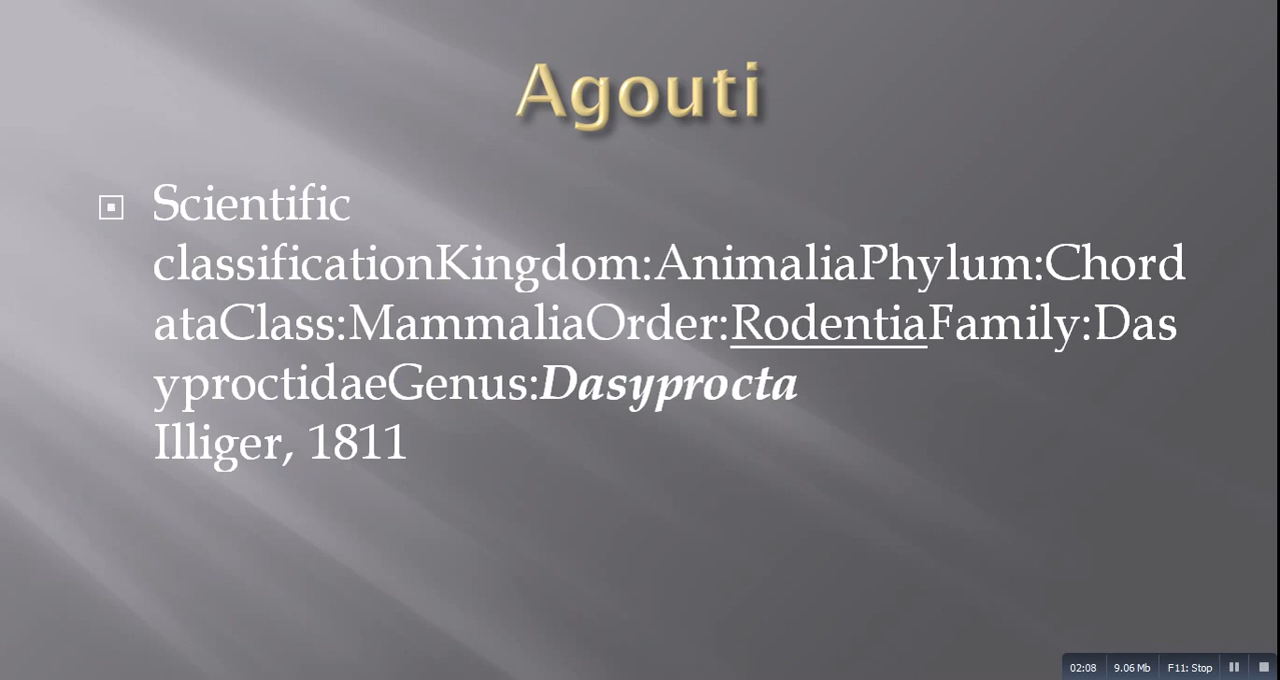 Agouti
Scientific
classificationKingdom:AnimaliaPhylum:Chord
ataClass:MammaliaOrder:RodentiaFamily:Das
yproctidaeGenus:Dasyprocta
Illiger, 1811
02:08 9.06 Mb F11: Stop